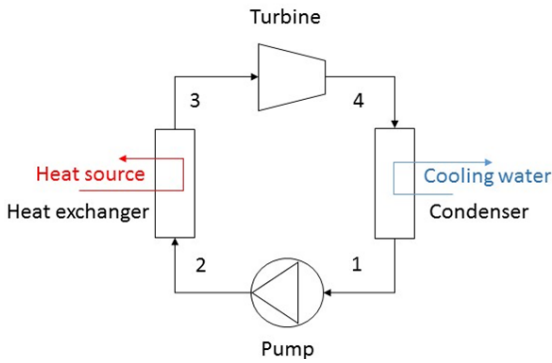 Turbine
3
4
Heat source
Cooling water
Heat exchanger
Condenser
2
1
Pump